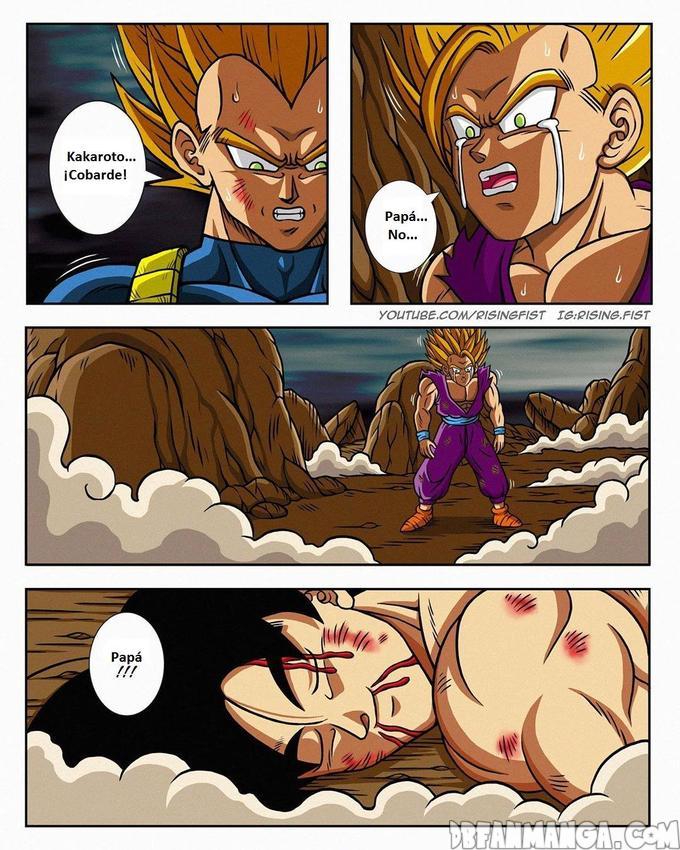 Kakaroto...
¡Cobarde!
Papá...
No...
YOUTUBE.COM/RISINGFIST IG:RISING.FIST
Papá
!!!
DBFANMANGA.COM